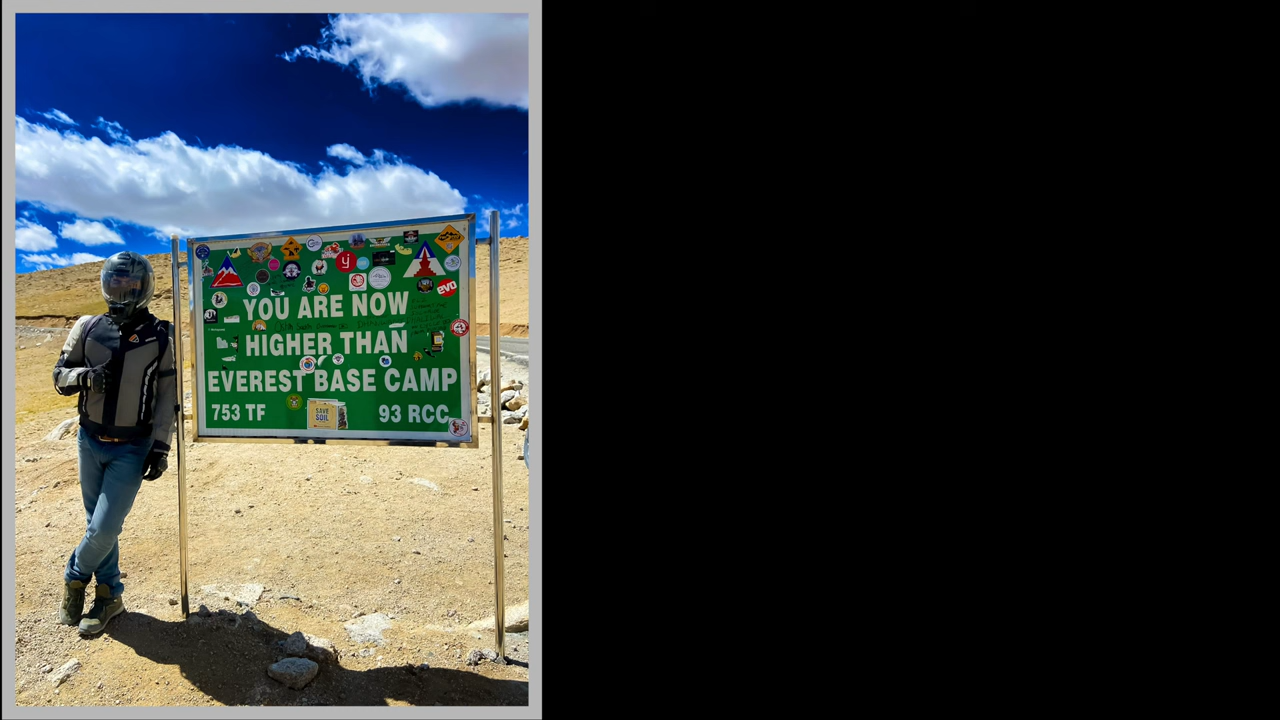 YOU ARE NOW
HIGHER THAN
EVEREST BASE CAMP
753 TF
93 RCC
SAVE
SOIL
evo